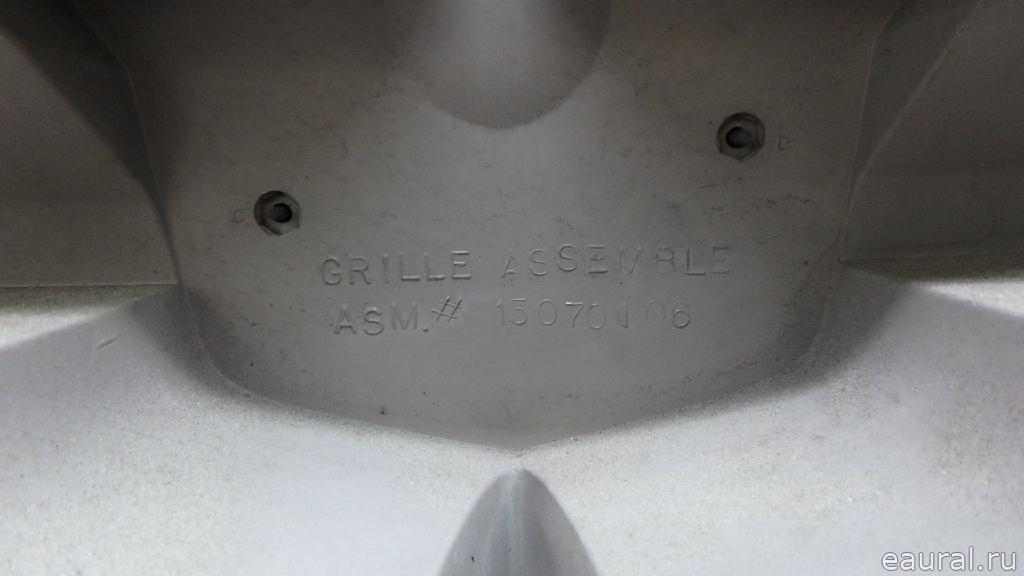 C
D
GRILLE ASSEMBLE
ASM.# 15070106
eaural.ru